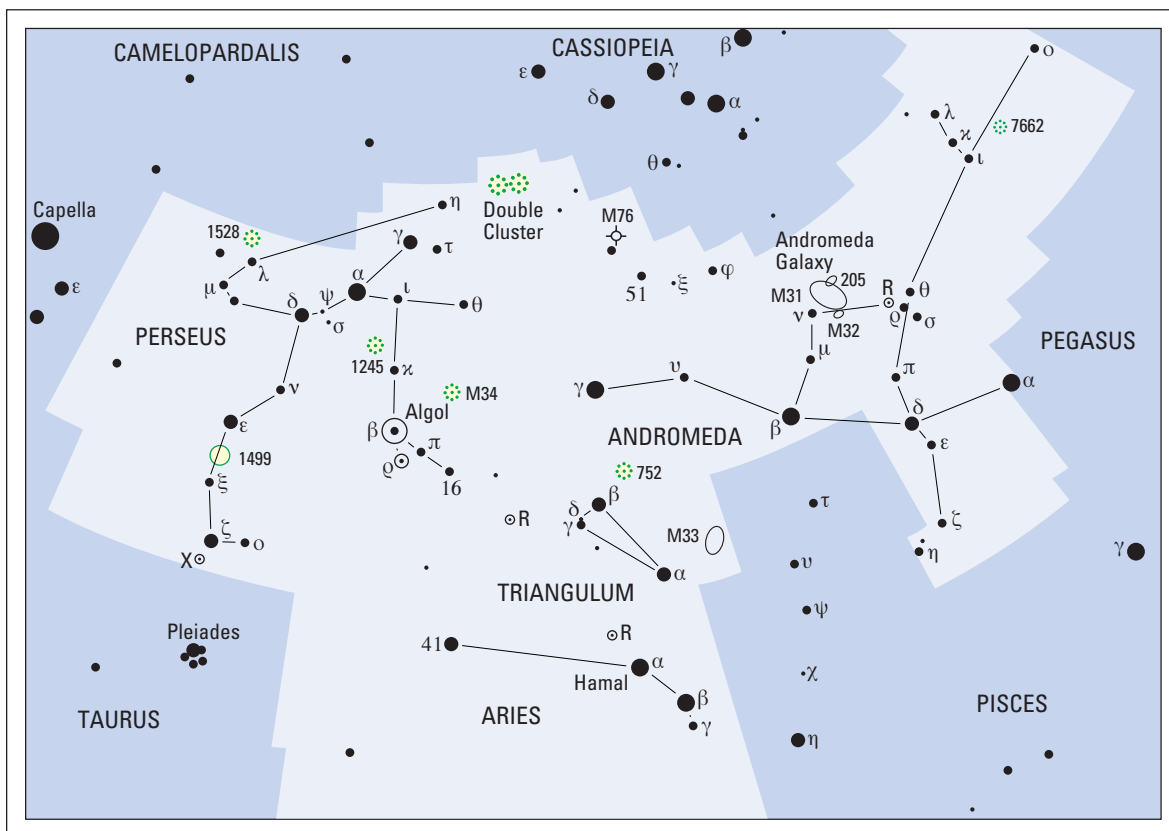 CAMELOPARDALIS
CASSIOPEIA
β
ο
ε
γ
δ
α
λ
ϰ
7662
ι
θ
Capella
η
Double
Cluster
1528
λ
γ
τ
M76
Andromeda
Galaxy
φ
ε
μ
α
51
ξ
205
M31
R
θ
δ
ψ
ι
θ
ν
M32
ϱ
σ
σ
PERSEUS
1245
μ
PEGASUS
ν
ϰ
M34
υ
π
α
γ
Algol
δ
ε
β
π
ANDROMEDA
β
ε
1499
ϱ
16
752
ξ
β
τ
ζ
R
δ
γ
M33
ζ
ο
η
γ
X
α
υ
TRIANGULUM
ψ
Pleiades
R
41
α
χ
Hamal
β
TAURUS
ARIES
γ
η
PISCES